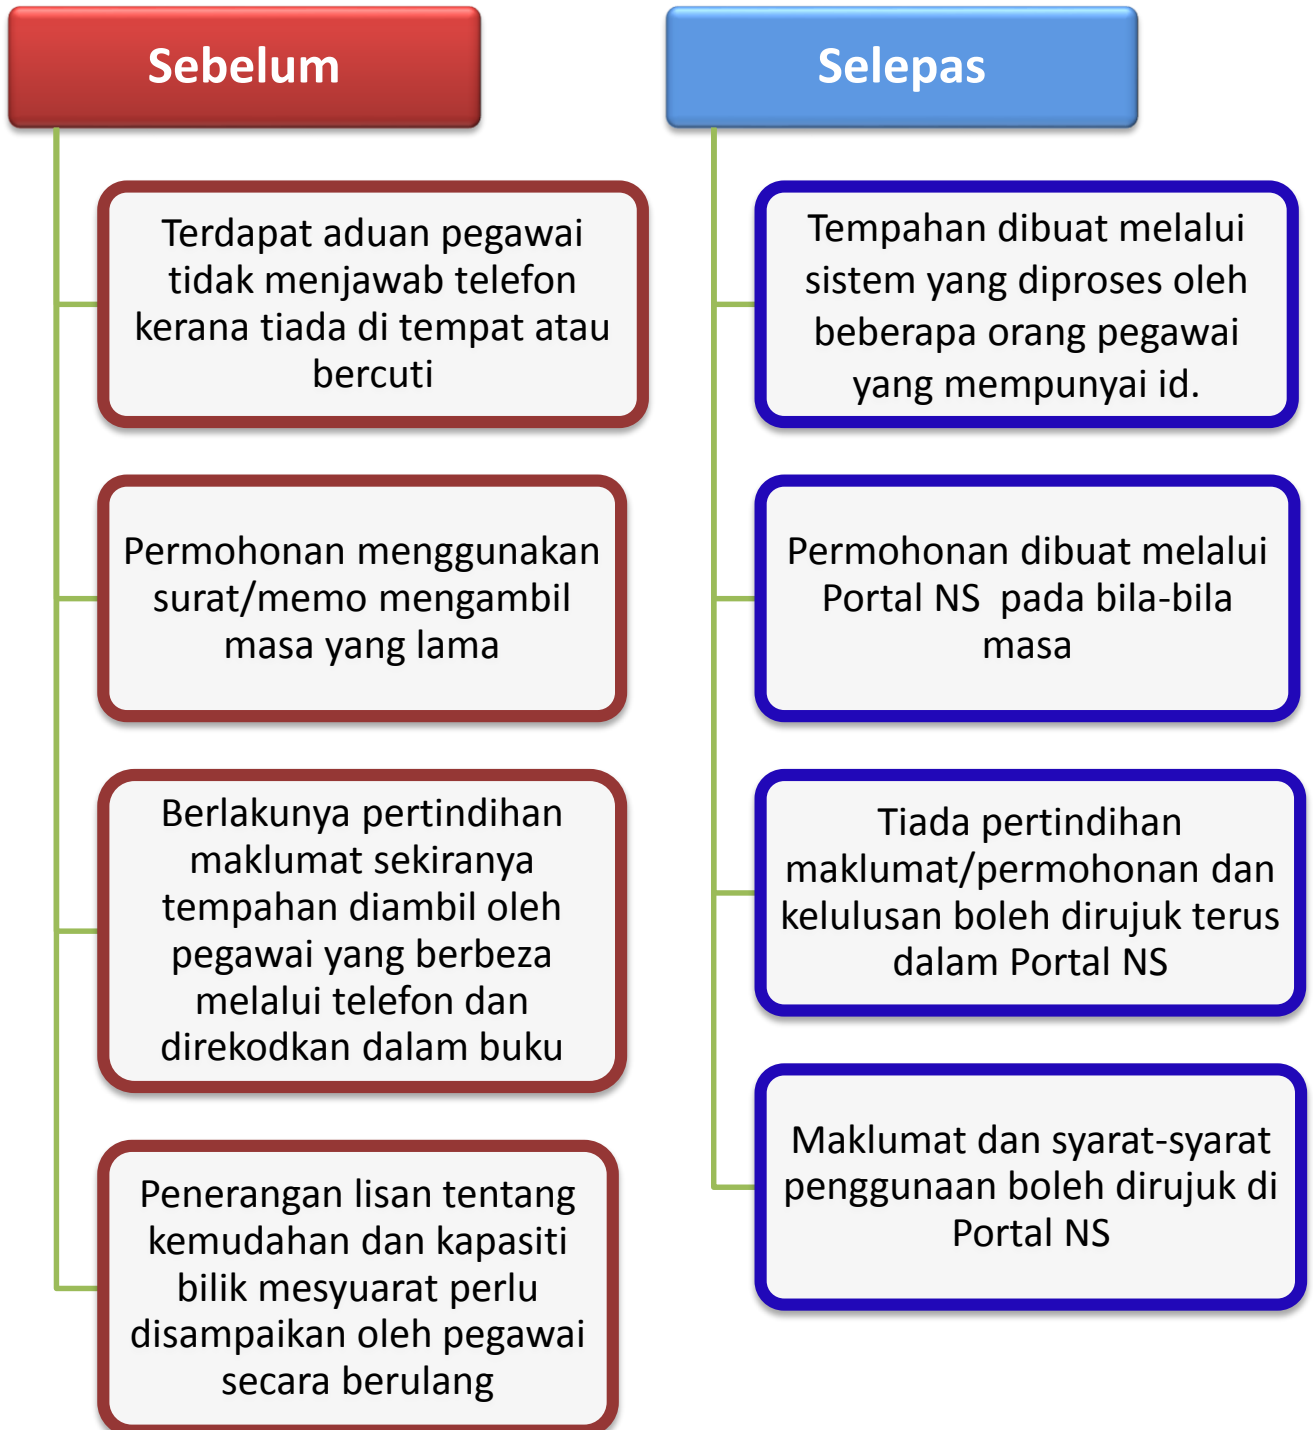 Sebelum
Terdapat aduan pegawai
tidak menjawab telefon
kerana tiada di tempat atau
bercuti
Permohonan menggunakan
surat/memo mengambil
masa yang lama
Berlakunya pertindihan
maklumat sekiranya
tempahan diambil oleh
pegawai yang berbeza
melalui telefon dan
direkodkan dalam buku
Penerangan lisan tentang
kemudahan dan kapasiti
bilik mesyuarat perlu
disampaikan oleh pegawai
secara berulang
Selepas
Tempahan dibuat melalui
sistem yang diproses oleh
beberapa orang pegawai
yang mempunyai id.
Permohonan dibuat melalui
Portal NS  pada bila-bila
masa
Tiada pertindihan
maklumat/permohonan dan
kelulusan boleh dirujuk terus
dalam Portal NS
Maklumat dan syarat-syarat
penggunaan boleh dirujuk di
Portal NS